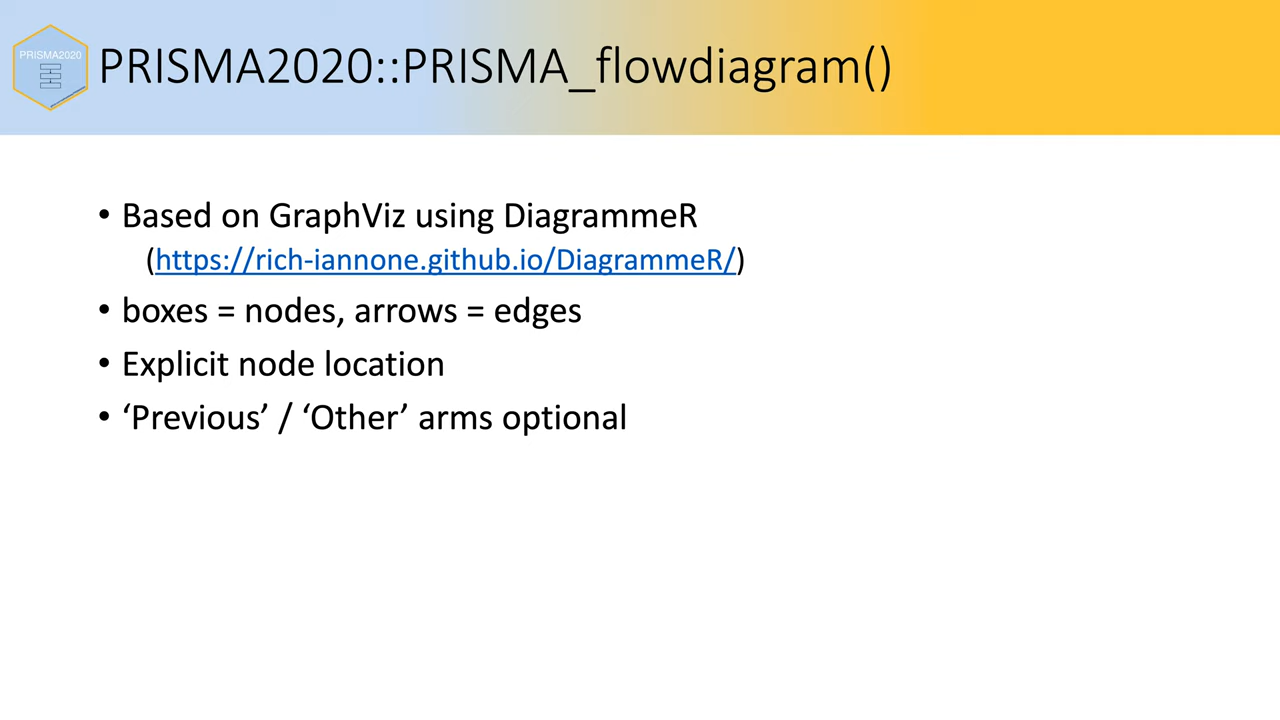 PRISMA2020
PRISMA2020::PRISMA_flowdiagram()
• Based on GraphViz using DiagrammeR
(https://rich-iannone.github.io/DiagrammeR/)
• boxes = nodes, arrows = edges
• Explicit node location
• ‘Previous’ / ‘Other’ arms optional